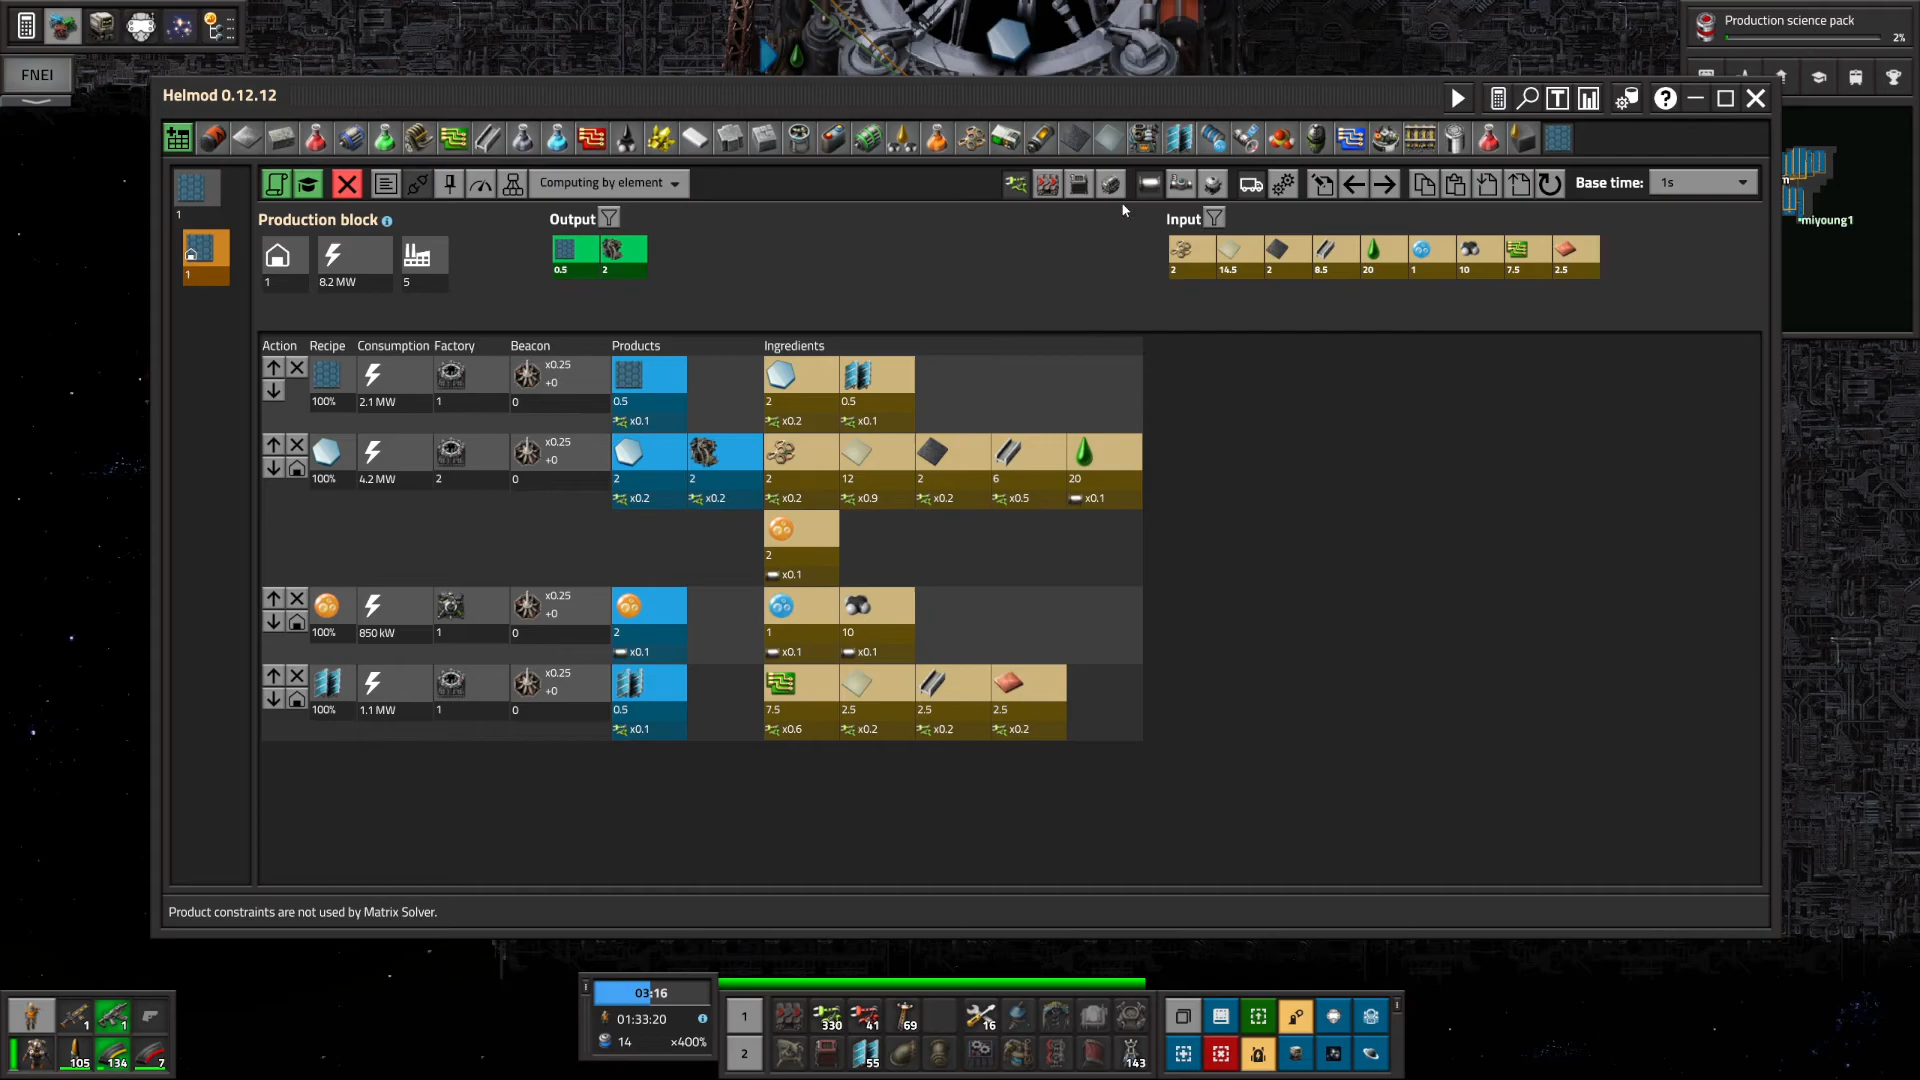 Production science pack
2%
FNEI
Helmod 0.12.12
T
?
Computing by element
Base time: 1s
1
Production block
Output
Input
1
8.2 MW
5
0.5
2
2
14.5
2
8.5
20
1
10
7.5
2.5
1
miyoung1
Action
Recipe
Consumption
Factory
Beacon
Products
Ingredients
x0.25
+0
100%
2.1 MW
1
0
0.5
x0.1
2
x0.2
0.5
x0.1
x0.25
+0
100%
4.2 MW
2
0
2
x0.2
2
x0.2
2
x0.2
12
x0.9
2
x0.2
6
x0.5
20
x0.1
2
x0.1
x0.25
+0
100%
850 kW
1
0
2
x0.1
1
x0.1
10
x0.1
x0.25
+0
100%
1.1 MW
1
0
0.5
x0.1
7.5
x0.6
2.5
x0.2
2.5
x0.2
2.5
x0.2
Product constraints are not used by Matrix Solver.
1
1
105
134
7
03:16
01:33:20
14
×400%
1
330
41
69
16
2
55
143